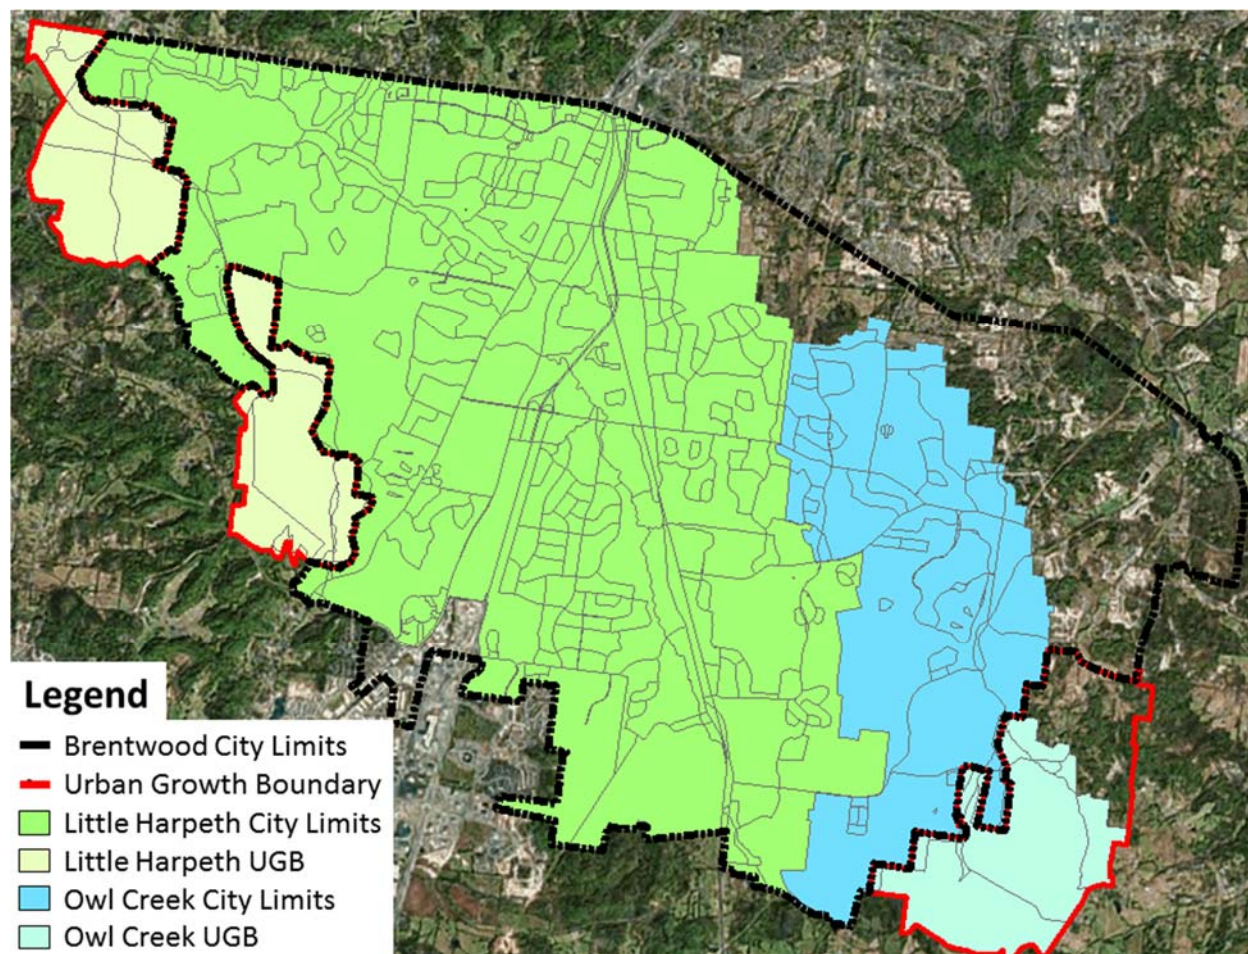 Legend
Brentwood City Limits
Urban Growth Boundary
Little Harpeth City Limits
Little Harpeth UGB
Owl Creek City Limits
Owl Creek UGB